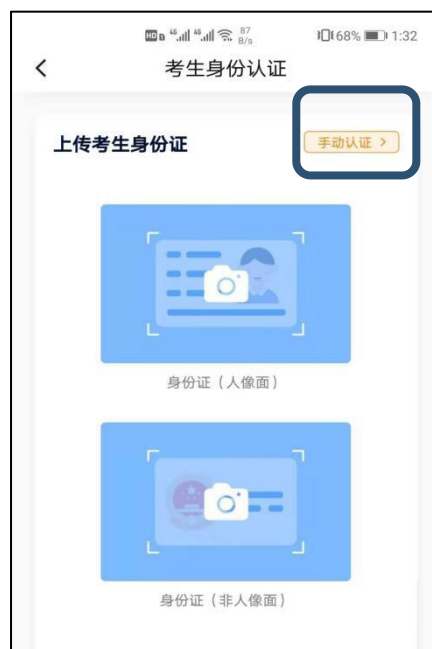 87
B/s
68%
1:32
考生身份认证
上传考生身份证
手动认证 >
身份证（人像面）
身份证（非人像面）